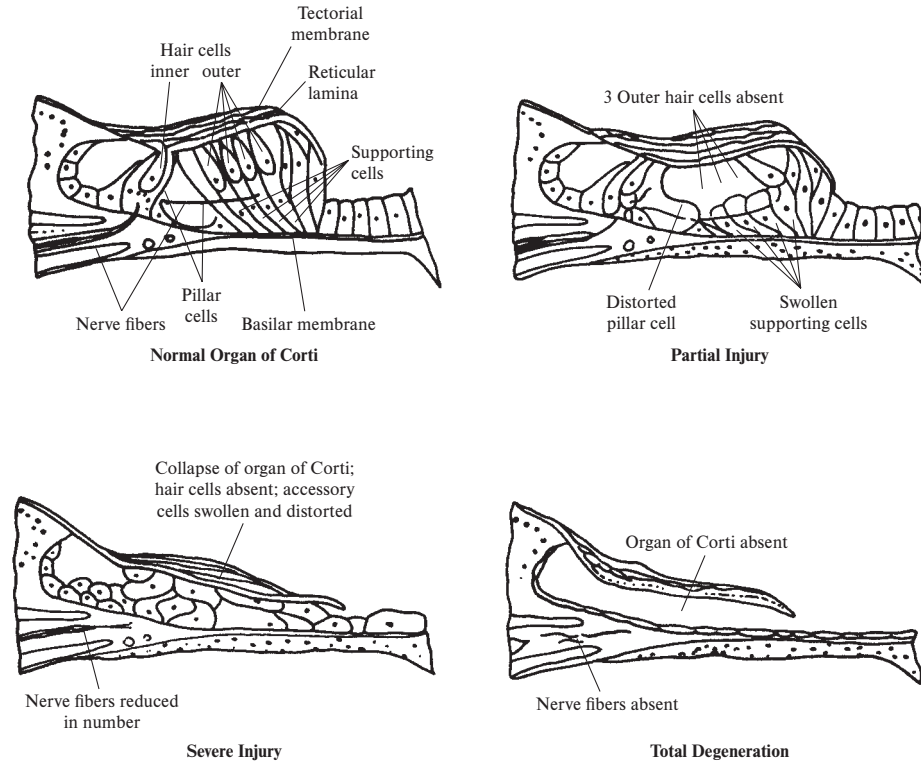 Tectorial
membrane
Hair cells
inner outer
Reticular
lamina
Supporting
cells
Pillar
cells
Nerve fibers
Basilar membrane
Normal Organ of Corti
3 Outer hair cells absent
Distorted
pillar cell
Swollen
supporting cells
Partial Injury
Collapse of organ of Corti;
hair cells absent; accessory
cells swollen and distorted
Nerve fibers reduced
in number
Severe Injury
Organ of Corti absent
Nerve fibers absent
Total Degeneration